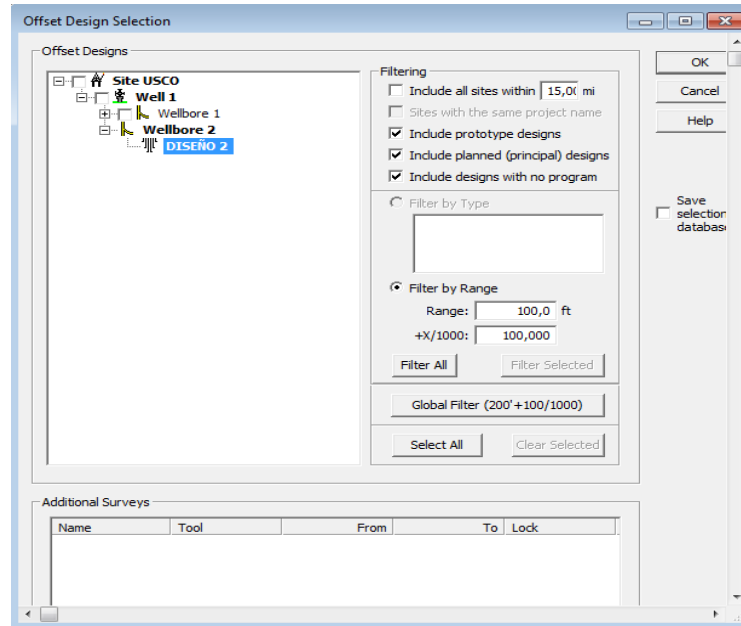 Offset Design Selection
Offset Designs
Site USCO
Well 1
Wellbore 1
Wellbore 2
DISEÑO 2
Filtering
Include all sites within 15,0( mi
Sites with the same project name
Include prototype designs
Include planned (principal) designs
Include designs with no program
Filter by Type
Filter by Range
Range: 100,0 ft
+X/1000: 100,000
Filter All Filter Selected
Global Filter (200'+100/1000)
Select All Clear Selected
OK
Cancel
Help
Save
selection
databas
Additional Surveys
Name Tool From To Lock